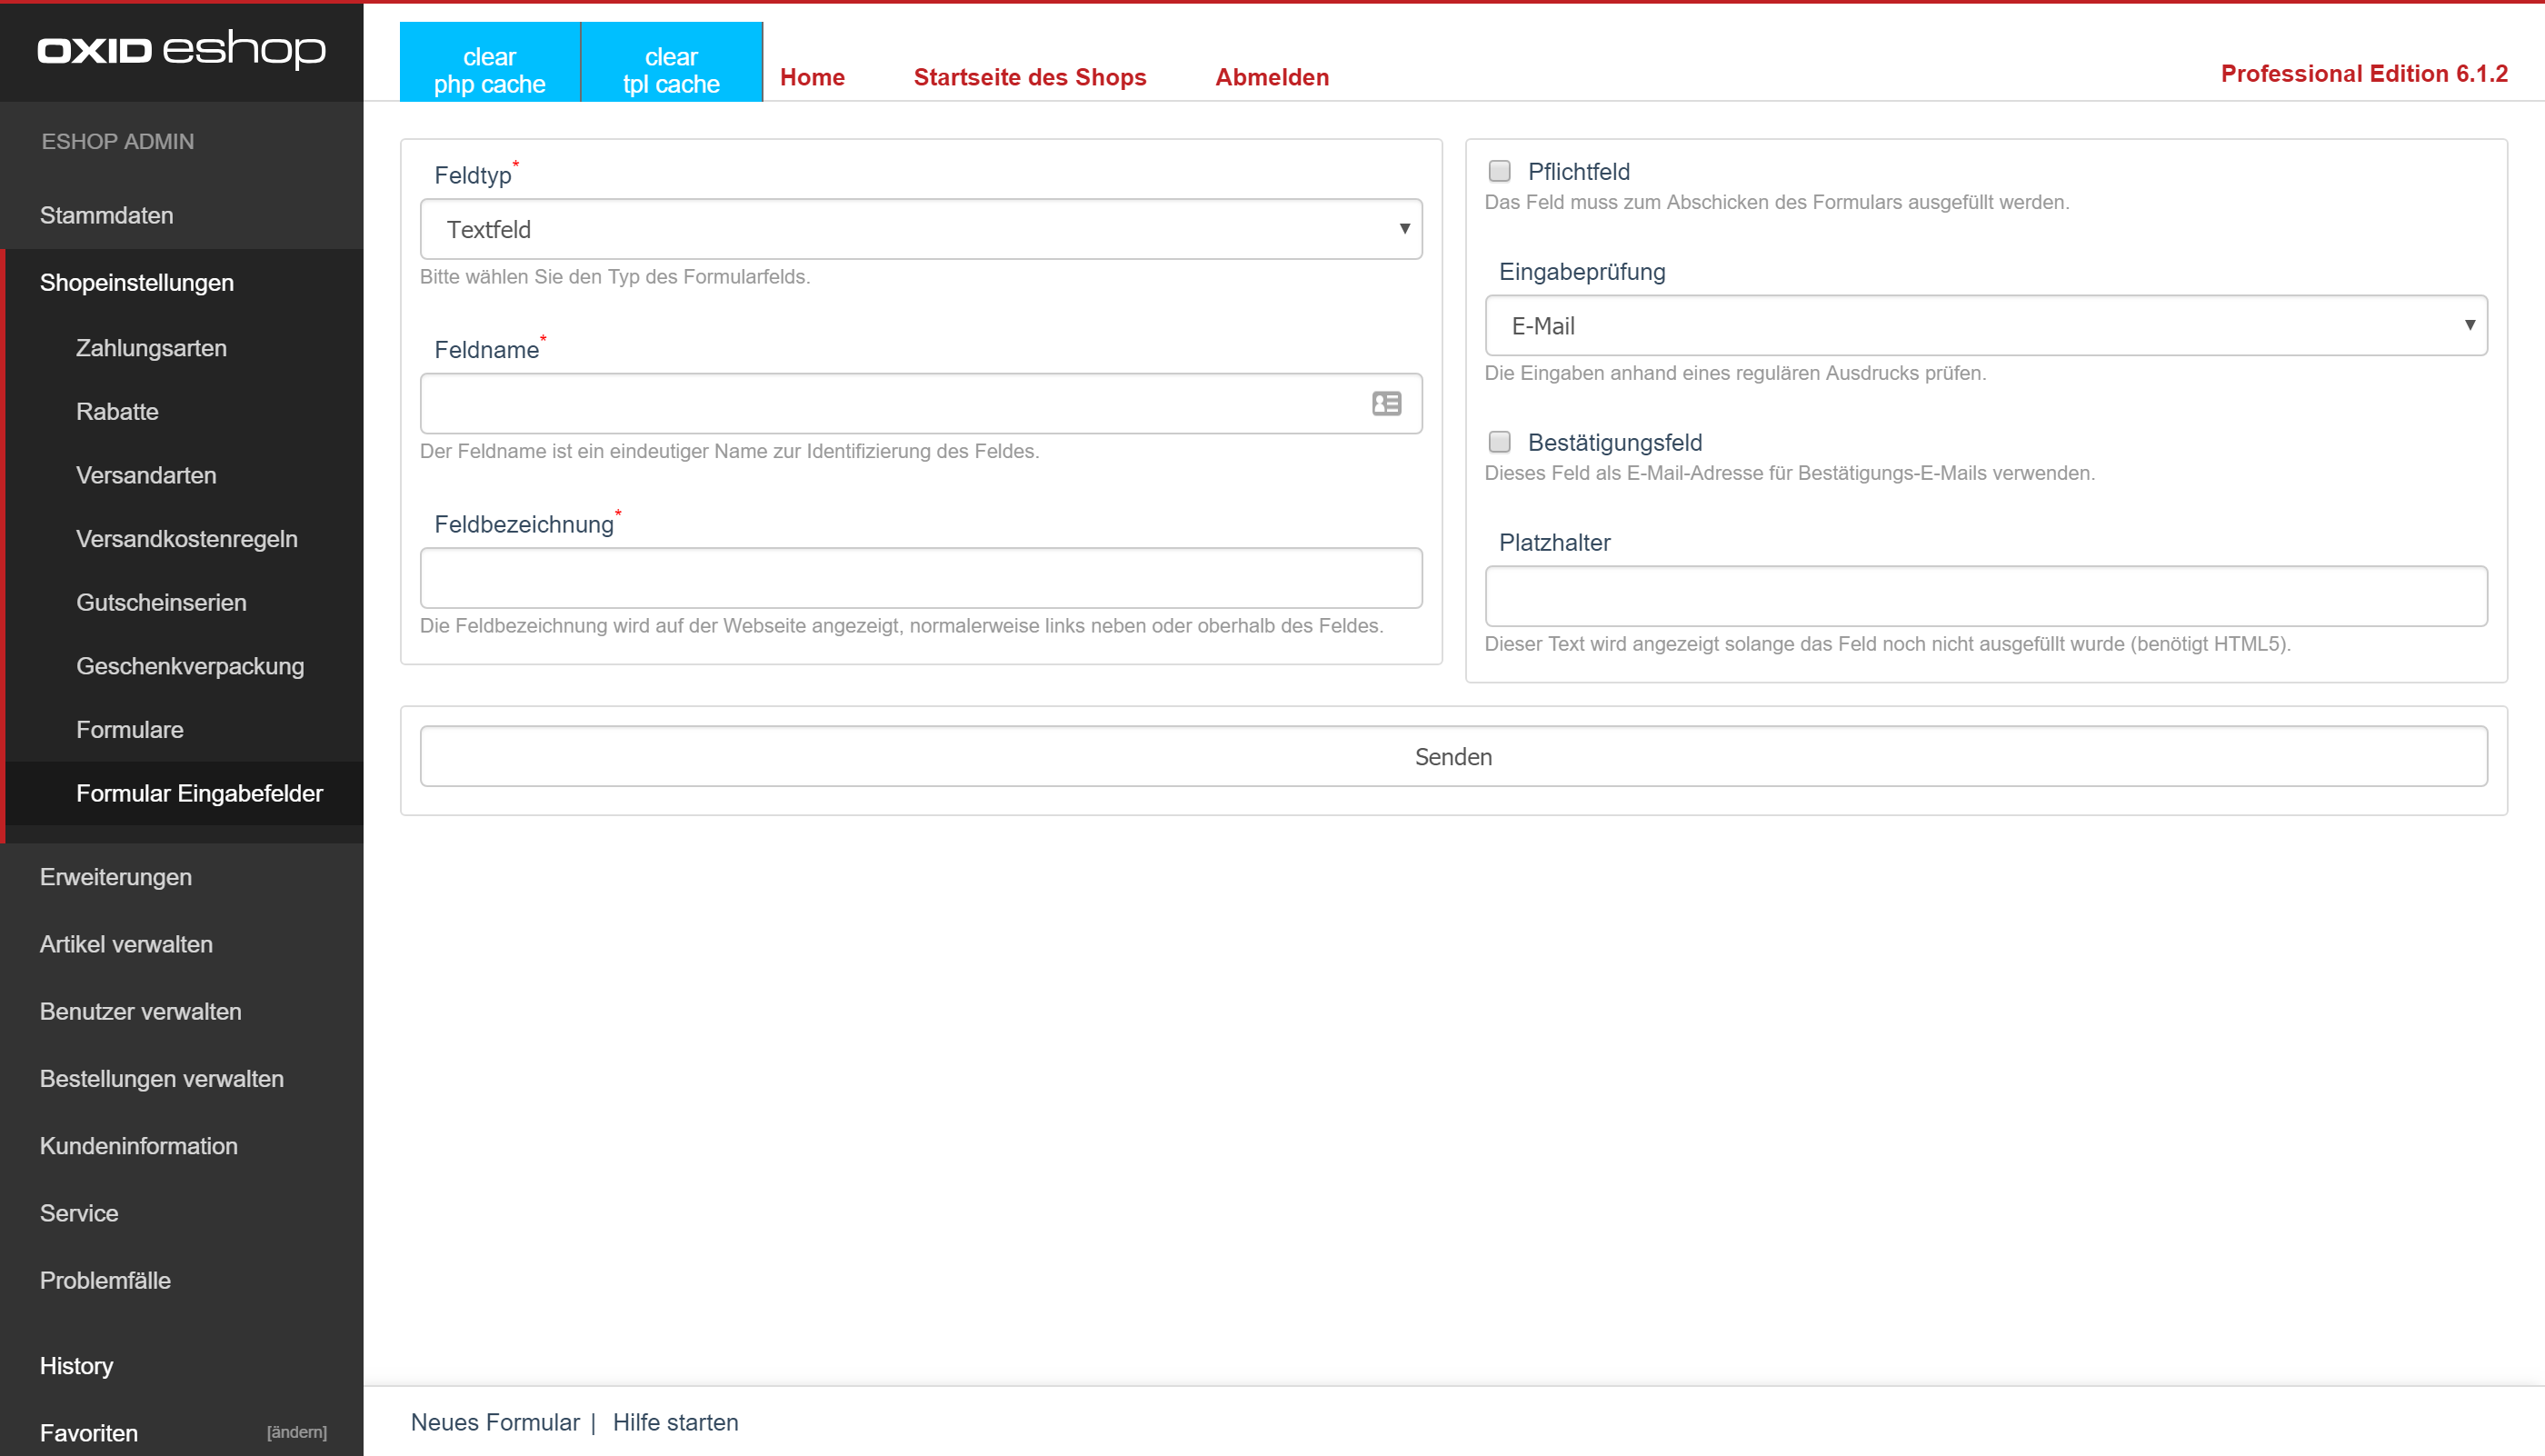 OXID eshop
ESHOP ADMIN
Stammdaten
Shopeinstellungen
Zahlungsarten
Rabatte
Versandarten
Versandkostenregeln
Gutscheinserien
Geschenkverpackung
Formulare
Formular Eingabefelder
Erweiterungen
Artikel verwalten
Benutzer verwalten
Bestellungen verwalten
Kundeninformation
Service
Problemfälle
History
Favoriten [ändern]
clear
php cache
clear
tpl cache
Home Startseite des Shops Abmelden
Professional Edition 6.1.2
Feldtyp*
Textfeld
Bitte wählen Sie den Typ des Formularfelds.
Feldname*
Der Feldname ist ein eindeutiger Name zur Identifizierung des Feldes.
Feldbezeichnung*
Die Feldbezeichnung wird auf der Webseite angezeigt, normalerweise links neben oder oberhalb des Feldes.
Pflichtfeld
Das Feld muss zum Abschicken des Formulars ausgefüllt werden.
Eingabeprüfung
E-Mail
Die Eingaben anhand eines regulären Ausdrucks prüfen.
Bestätigungsfeld
Dieses Feld als E-Mail-Adresse für Bestätigungs-E-Mails verwenden.
Platzhalter
Dieser Text wird angezeigt solange das Feld noch nicht ausgefüllt wurde (benötigt HTML5).
Senden
Neues Formular | Hilfe starten